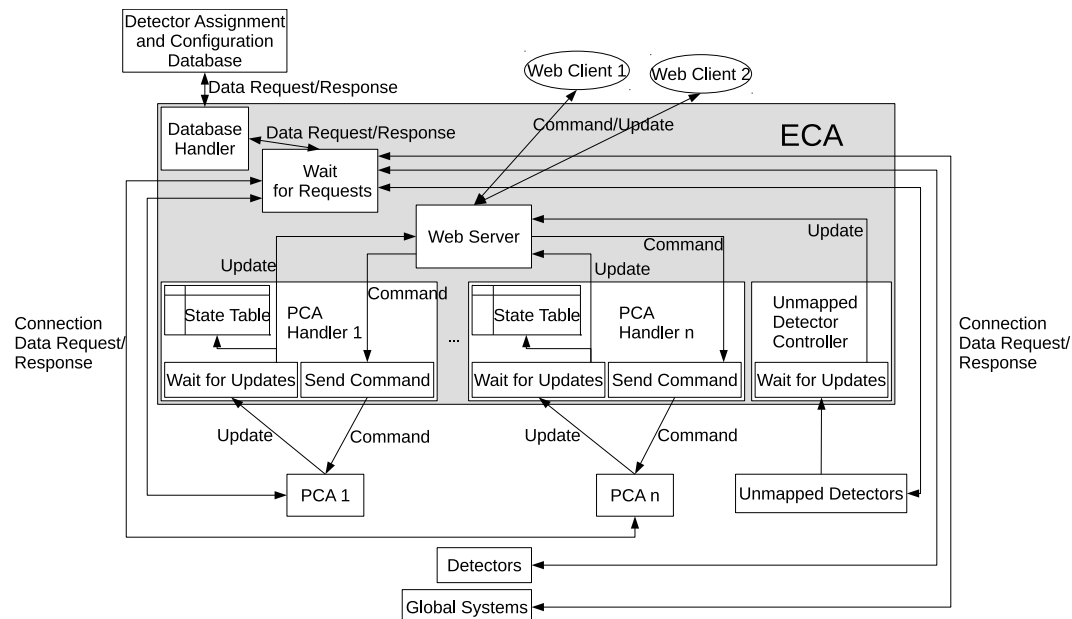 Detector Assignment
and Configuration
Database
Web Client 1
Web Client 2
Data Request/Response
Database
Handler
Data Request/Response
Command/Update
ECA
Wait
for Requests
Web Server
Update
Command
Update
Command
Update
State Table
PCA
Handler 1
...
State Table
PCA
Handler n
Unmapped
Detector
Controller
Connection
Data Request/
Response
Connection
Data Request/
Response
Wait for Updates
Send Command
Wait for Updates
Send Command
Wait for Updates
Update
Command
Update
Command
PCA 1
PCA n
Unmapped Detectors
Detectors
Global Systems